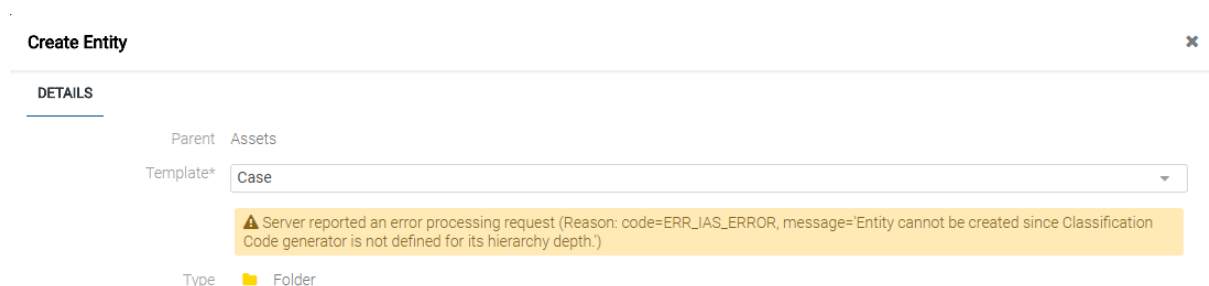 Create Entity
DETAILS
Parent Assets
Template* Case
Server reported an error processing request (Reason: code=ERR_IAS_ERROR, message='Entity cannot be created since Classification
Code generator is not defined for its hierarchy depth.')
Type Folder